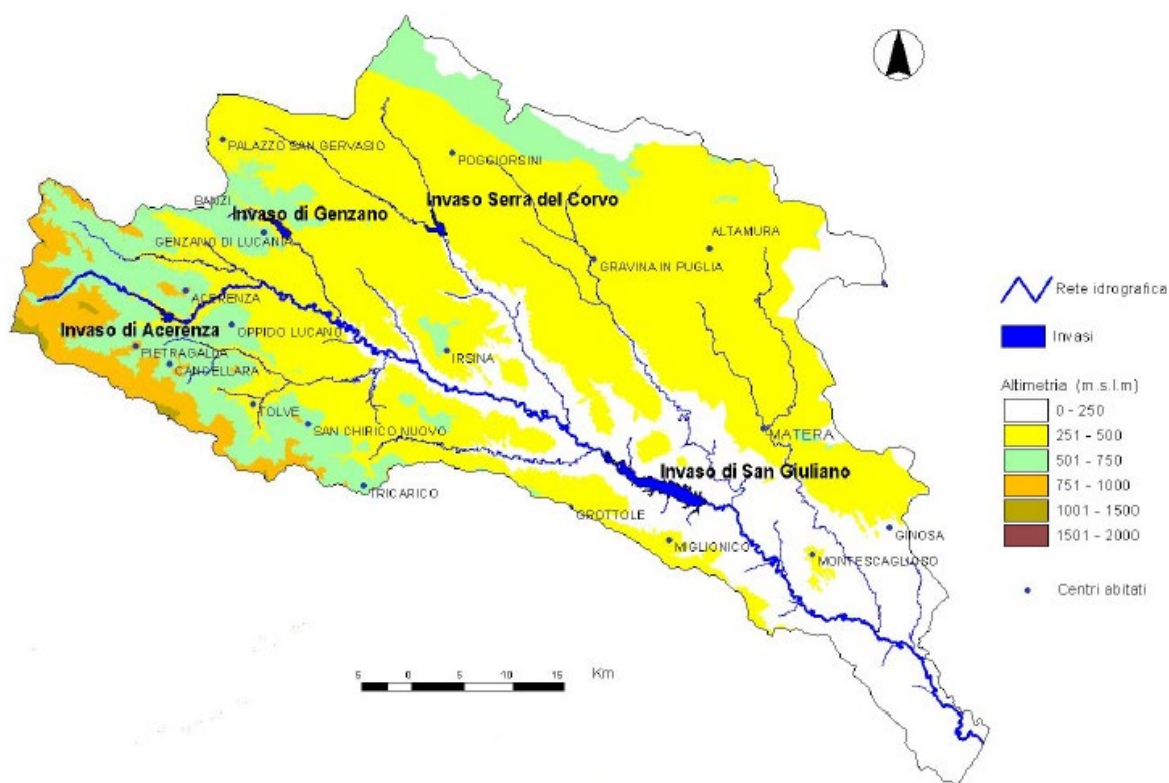 PALAZZO SAN GERVASIO
POGGIORSINI
BANZI
Invaso di Genzano
Invaso Serra del Corvo
GENZANO DI LUCANIA
ALTAMURA
GRAVINA IN PUGLIA
ACERENZA
Invaso di Acerenza
OPPIDO LUCANO
PIETRAGALLA
CANCELLARA
IRSINA
TOLVE
SAN CHIRICO NUOVO
MATERA
Invaso di San Giuliano
TRICARICO
GROTTOLE
GINOSA
MIGLIONICO
MONTESCAGLIOSO
5 0 5 10 15 Km
Rete idrografica
Invasi
Altimetria (m.s.l.m)
0 - 250
251 - 500
501 - 750
751 - 1000
1001 - 1500
1501 - 2000
Centri abitati